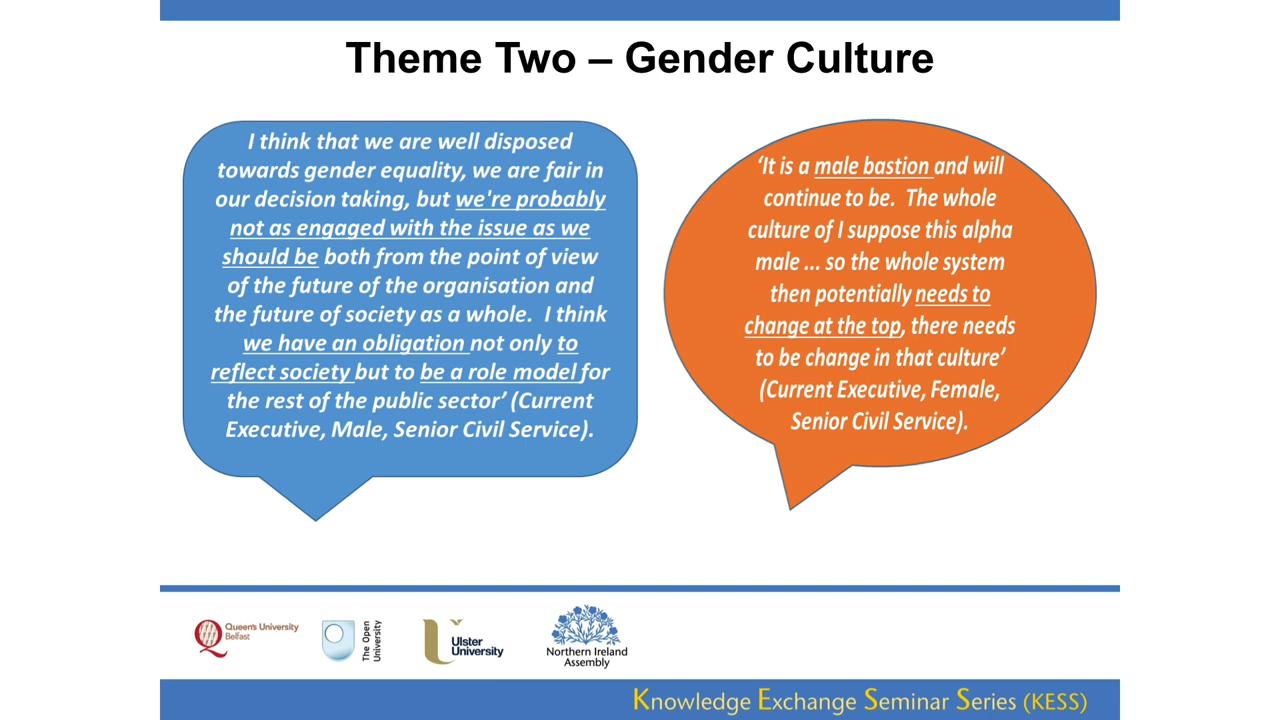 Theme Two – Gender Culture
I think that we are well disposed
towards gender equality, we are fair in
our decision taking, but we're probably
not as engaged with the issue as we
should be both from the point of view
of the future of the organisation and
the future of society as a whole.  I think
we have an obligation not only to
reflect society but to be a role model for
the rest of the public sector’ (Current
Executive, Male, Senior Civil Service).
‘It is a male bastion and will
continue to be.  The whole
culture of I suppose this alpha
male ... so the whole system
then potentially needs to
change at the top, there needs
to be change in that culture’
(Current Executive, Female,
Senior Civil Service).
Queen's University
Belfast
The Open
University
Ulster
University
Northern Ireland
Assembly
Knowledge Exchange Seminar Series (KESS)